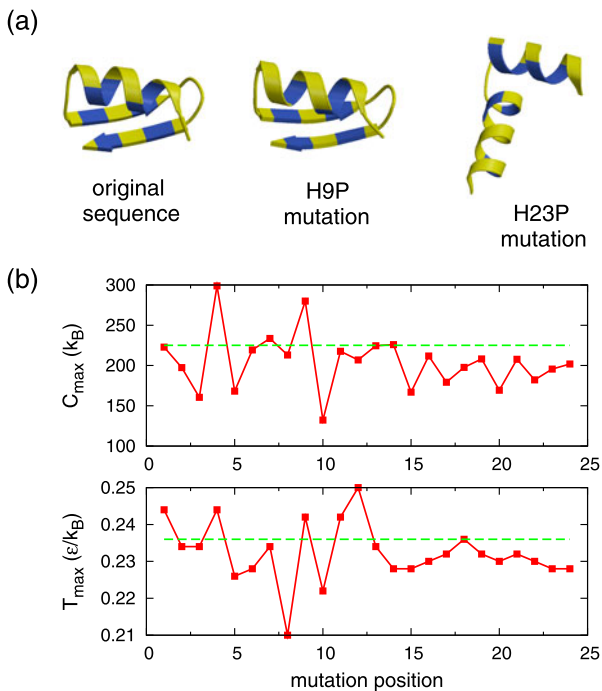 (a)
original
sequence
H9P
mutation
H23P
mutation
(b)
300
250
200
150
100
C_max (k_B)
0 5 10 15 20 25
0.25
0.24
0.23
0.22
0.21
T_max (ε/k_B)
0 5 10 15 20 25
mutation position